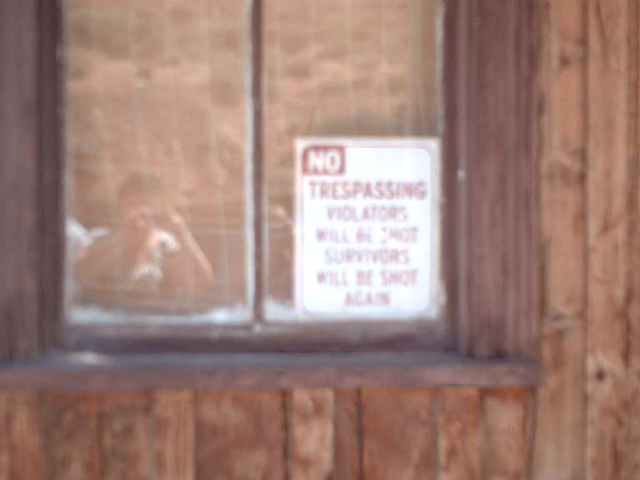 NO
TRESPASSING
VIOLATORS
WILL BE SHOT
SURVIVORS
WILL BE SHOT
AGAIN